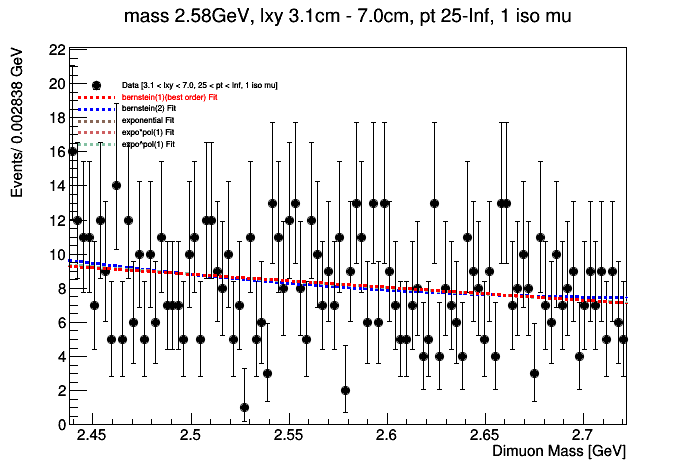 mass 2.58GeV, lxy 3.1cm - 7.0cm, pt 25-Inf, 1 iso mu
Events/ 0.002838 GeV
22
20
18
16
14
12
10
8
6
4
2
0
Data [3.1 < lxy < 7.0, 25 < pt < Inf, 1 iso mu]
bernstein(1)(best order) Fit
bernstein(2) Fit
exponential Fit
expo*pol(1) Fit
expo*pol(1) Fit
2.45 2.5 2.55 2.6 2.65 2.7
Dimuon Mass [GeV]